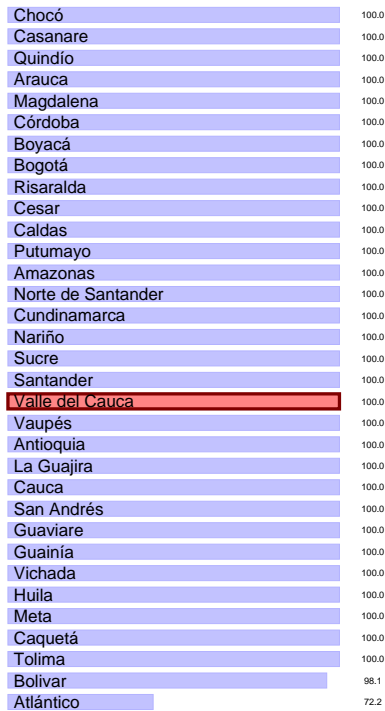 Chocó 100.0
Casanare 100.0
Quindío 100.0
Arauca 100.0
Magdalena 100.0
Córdoba 100.0
Boyacá 100.0
Bogotá 100.0
Risaralda 100.0
Cesar 100.0
Caldas 100.0
Putumayo 100.0
Amazonas 100.0
Norte de Santander 100.0
Cundinamarca 100.0
Nariño 100.0
Sucre 100.0
Santander 100.0
Valle del Cauca 100.0
Vaupés 100.0
Antioquia 100.0
La Guajira 100.0
Cauca 100.0
San Andrés 100.0
Guaviare 100.0
Guainía 100.0
Vichada 100.0
Huila 100.0
Meta 100.0
Caquetá 100.0
Tolima 100.0
Bolivar 98.1
Atlántico 72.2